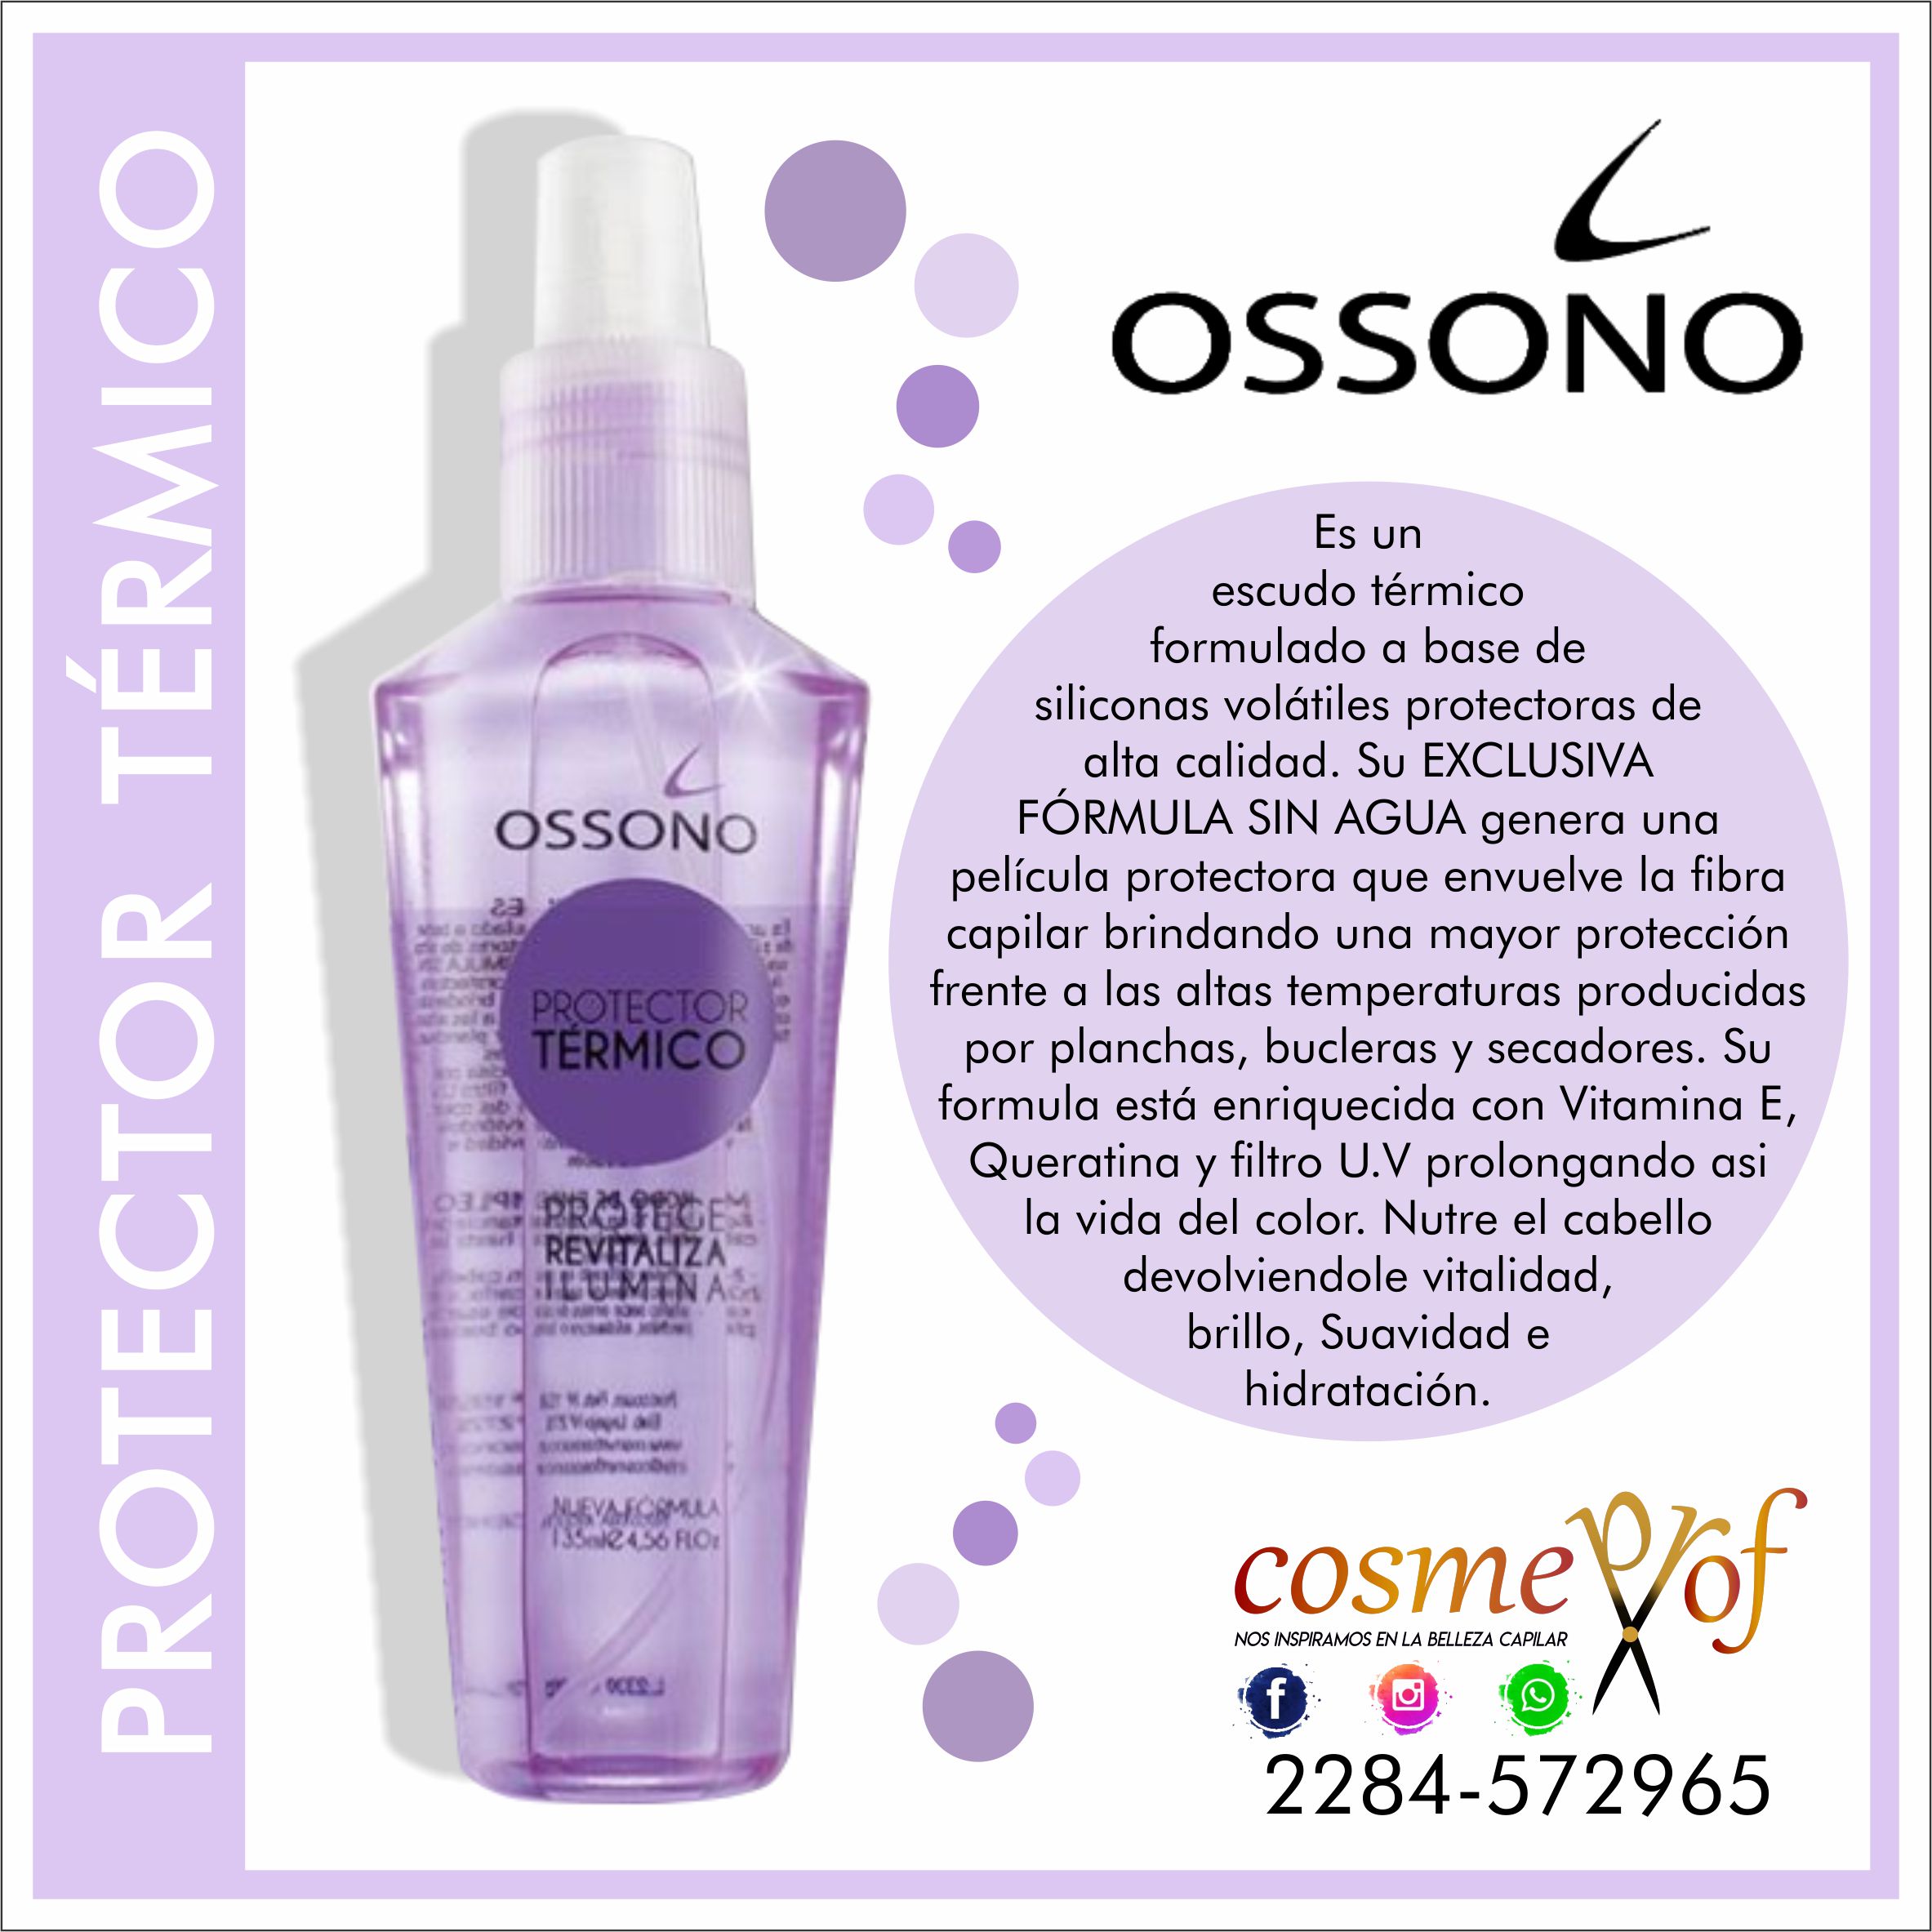 PROTECTOR TÉRMICO
OSSONO
Es un
escudo térmico
formulado a base de
siliconas volátiles protectoras de
alta calidad. Su EXCLUSIVA
FÓRMULA SIN AGUA genera una
película protectora que envuelve la fibra
capilar brindando una mayor protección
frente a las altas temperaturas producidas
por planchas, bucleras y secadores. Su
formula está enriquecida con Vitamina E,
Queratina y filtro U.V prolongando asi
la vida del color. Nutre el cabello
devolviendole vitalidad,
brillo, Suavidad e
hidratación.
OSSONO
PROTECTOR
TÉRMICO
PROTEGE
REVITALIZA
ILUMINA
NUEVA FÓRMULA
135ml 4,56 Fl.Oz
cosmeprof
NOS INSPIRAMOS EN LA BELLEZA CAPILAR
2284-572965